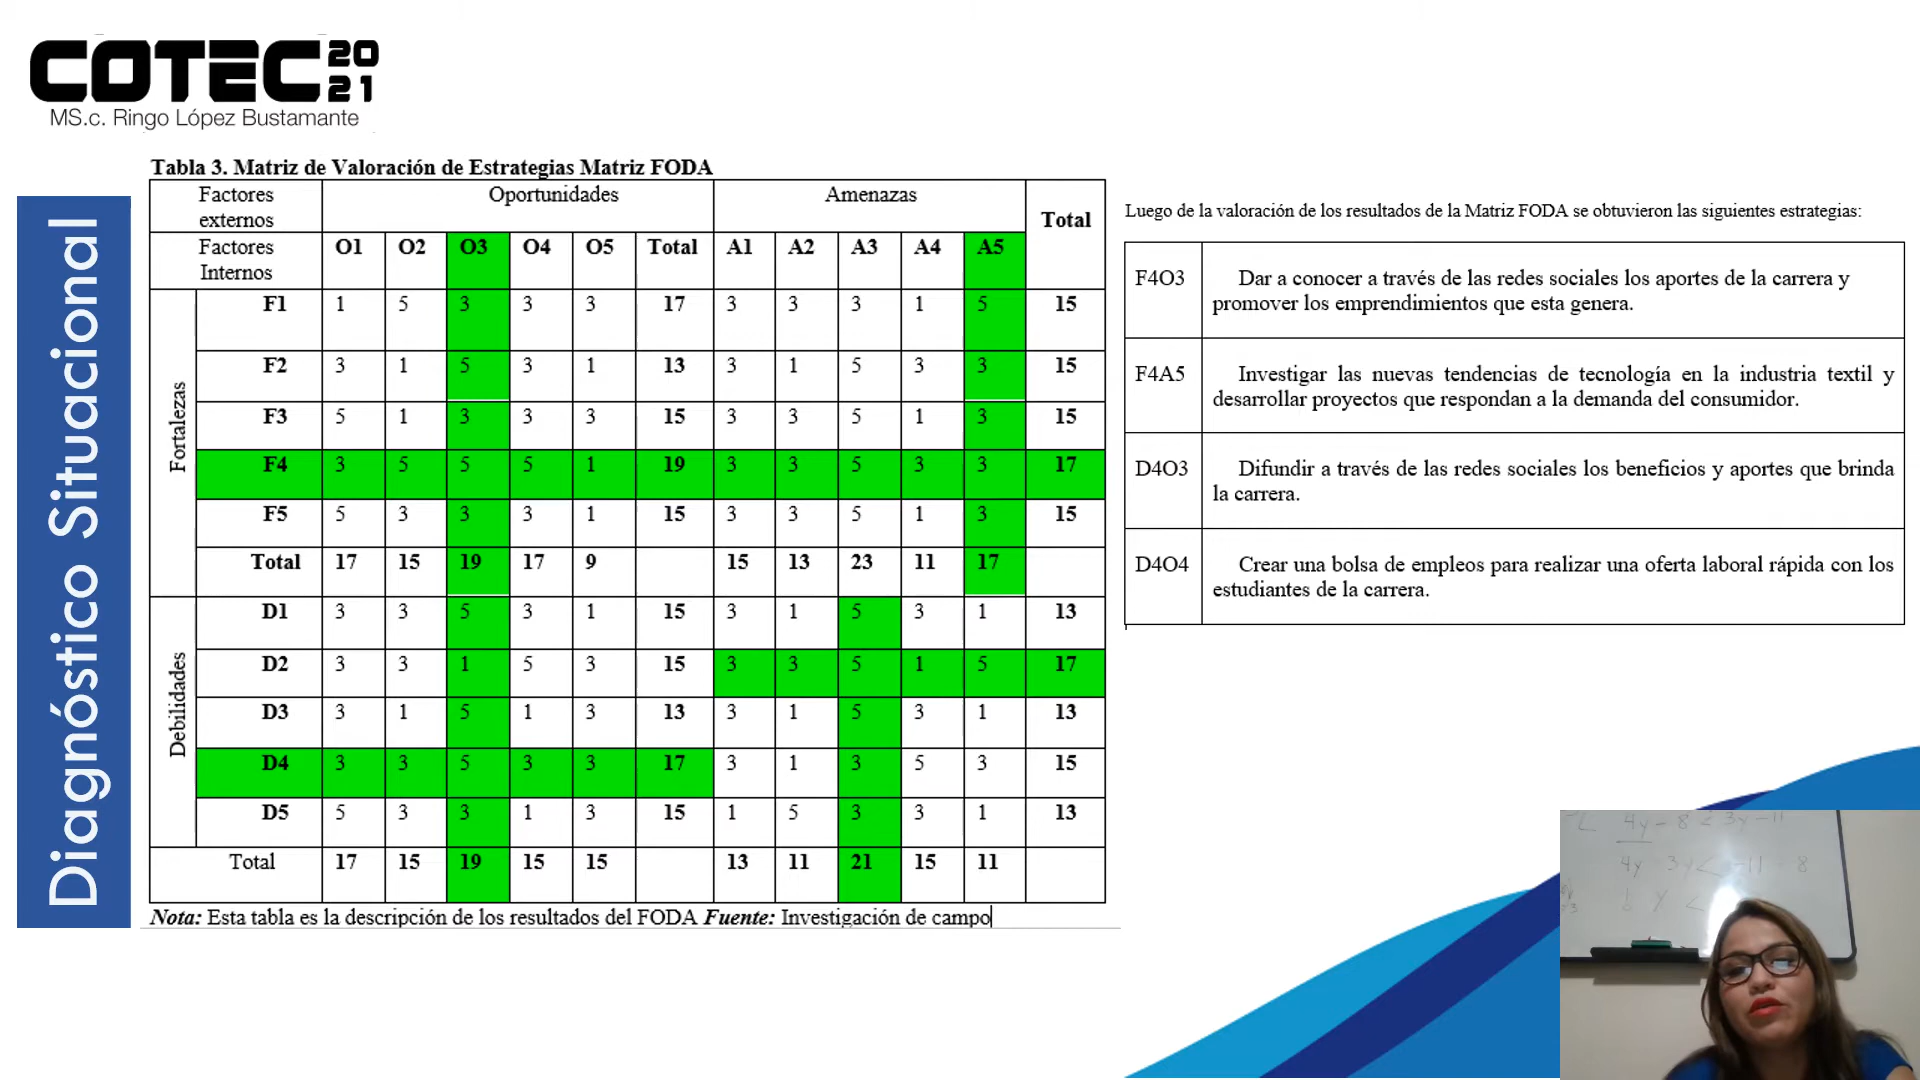 COTEC 20
21
MS.c. Ringo López Bustamante
Diagnóstico Situacional
Tabla 3. Matriz de Valoración de Estrategias Matriz FODA
Factores externos Oportunidades Amenazas Total
Factores Internos O1 O2 O3 O4 O5 Total A1 A2 A3 A4 A5
Fortalezas
F1 1 5 3 3 3 17 3 3 3 1 5 15
F2 3 1 5 3 1 13 3 1 5 3 3 15
F3 5 1 3 3 3 15 3 3 5 1 3 15
F4 3 5 5 5 1 19 3 3 5 3 3 17
F5 5 3 3 3 1 15 3 3 5 1 3 15
Total 17 15 19 17 9 15 13 23 11 17
Debilidades
D1 3 3 5 3 1 15 3 1 5 3 1 13
D2 3 3 1 5 3 15 3 3 5 1 5 17
D3 3 1 5 1 3 13 3 1 5 3 1 13
D4 3 3 5 3 3 17 3 1 3 5 3 15
D5 5 3 3 1 3 15 1 5 3 3 1 13
Total 17 15 19 15 15 13 11 21 15 11
Nota: Esta tabla es la descripción de los resultados del FODA Fuente: Investigación de campo
Luego de la valoración de los resultados de la Matriz FODA se obtuvieron las siguientes estrategias:
F4O3 Dar a conocer a través de las redes sociales los aportes de la carrera y
promover los emprendimientos que esta genera.
F4A5 Investigar las nuevas tendencias de tecnología en la industria textil y
desarrollar proyectos que respondan a la demanda del consumidor.
D4O3 Difundir a través de las redes sociales los beneficios y aportes que brinda
la carrera.
D4O4 Crear una bolsa de empleos para realizar una oferta laboral rápida con los
estudiantes de la carrera.
4y - 8 < 3y - 11